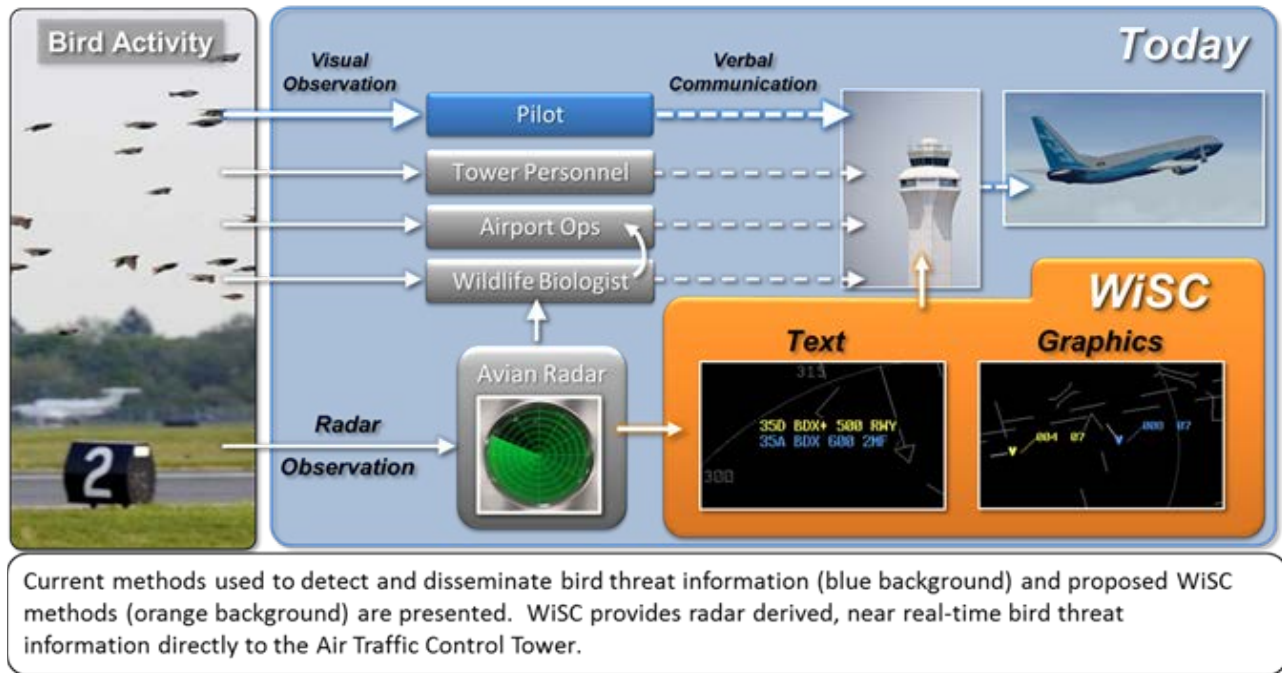 Bird Activity
Today
Visual
Observation
Verbal
Communication
Pilot
Tower Personnel
Airport Ops
Wildlife Biologist
Avian Radar
Radar
Observation
WiSC
Text
Graphics
315
35D BDX+ 500 RWY
35A BDX 600 2MF
300
V 004 07
V 000 07
2
Current methods used to detect and disseminate bird threat information (blue background) and proposed WiSC
methods (orange background) are presented. WiSC provides radar derived, near real-time bird threat
information directly to the Air Traffic Control Tower.